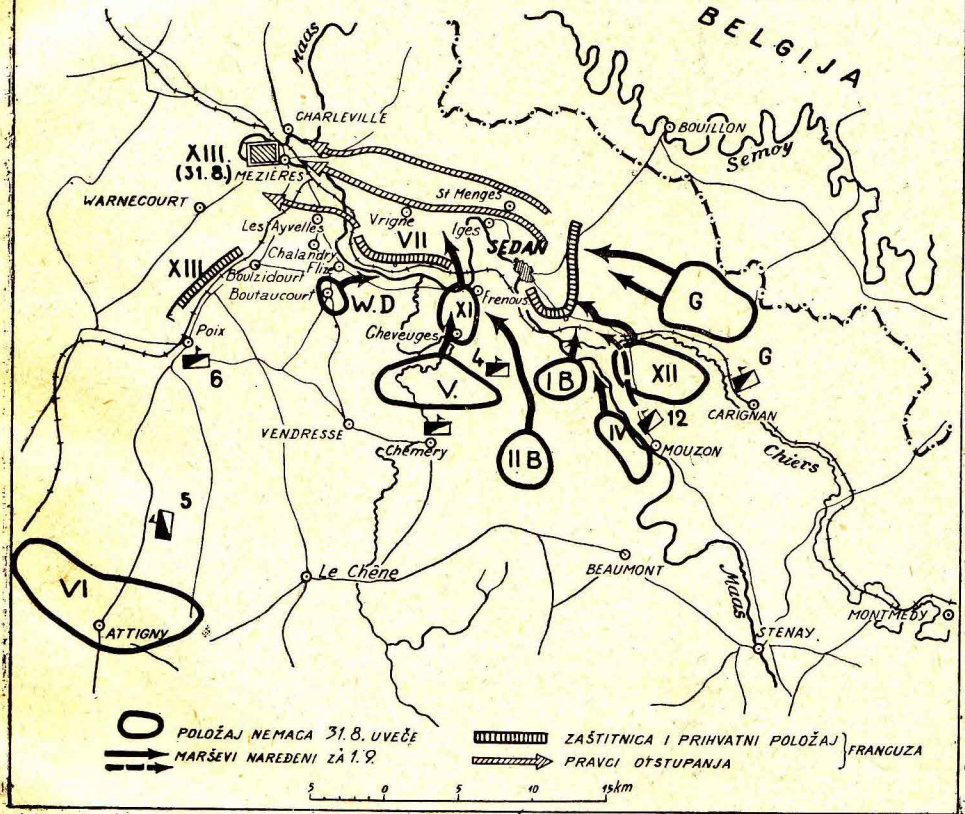 BELGIJA
Maas
CHARLEVILLE
BOUILLON
Semoy
XIII.
(31.8.)
MEZIÈRES
WARNECOURT
St Menges
Vrigne
Iges
Les Ayvelles
VII
SEDAN
Chalandry
Flize
XIII
Boulzidourt
Boutaucourt
W.D
XI
Frenous
G
Cheveuges
Poix
6
4
V.
I B
XII
G
12
CARIGNAN
VENDRESSE
Chémery
II B
IV
MOUZON
Chiers
5
VI
Le Chêne
BEAUMONT
Maas
ATTIGNY
MONTMEDY
STENAY.
POLOŽAJ NEMACA 31.8. UVEČE
MARŠEVI NAREĐENI ZA 1.9.
ZAŠTITNICA I PRIHVATNI POLOŽAJ
PRAVCI OTSTUPANJA
FRANCUZA
5 0 5 10 15km